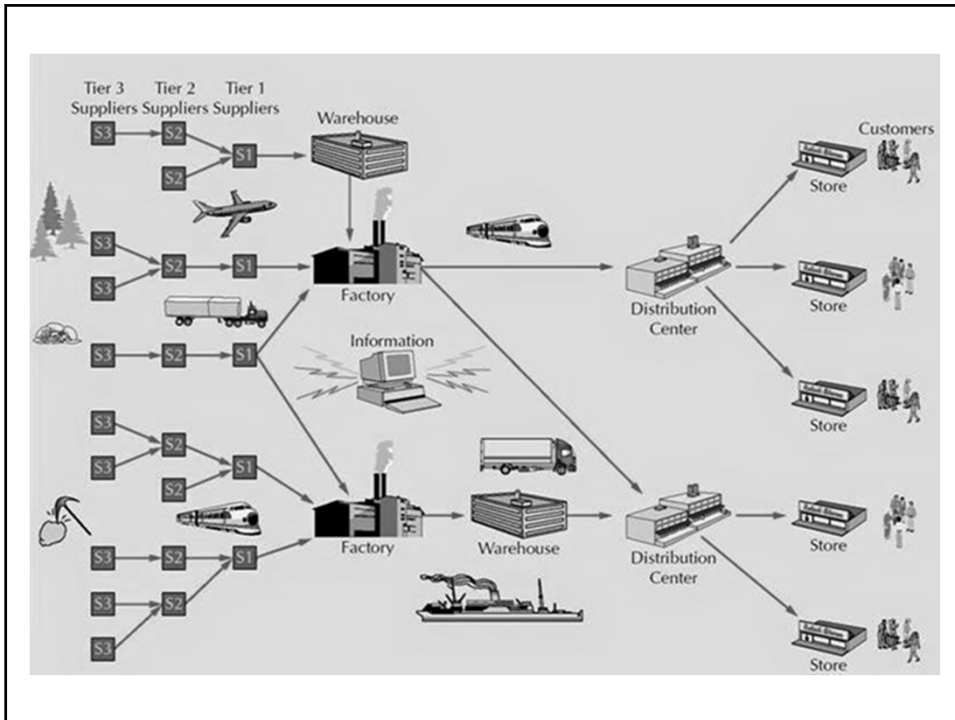 Tier 3 Tier 2 Tier 1
Suppliers Suppliers Suppliers
Warehouse
Customers
S3 S2
S1
S2
Store
S3
S2 S1
S3
Factory
Store
Distribution
Center
Information
S3 S2 S1
S3
Store
S2
S3 S1
S2
Store
Factory
Warehouse
Distribution
Center
S3 S2 S1
S3 S2
S3
Store